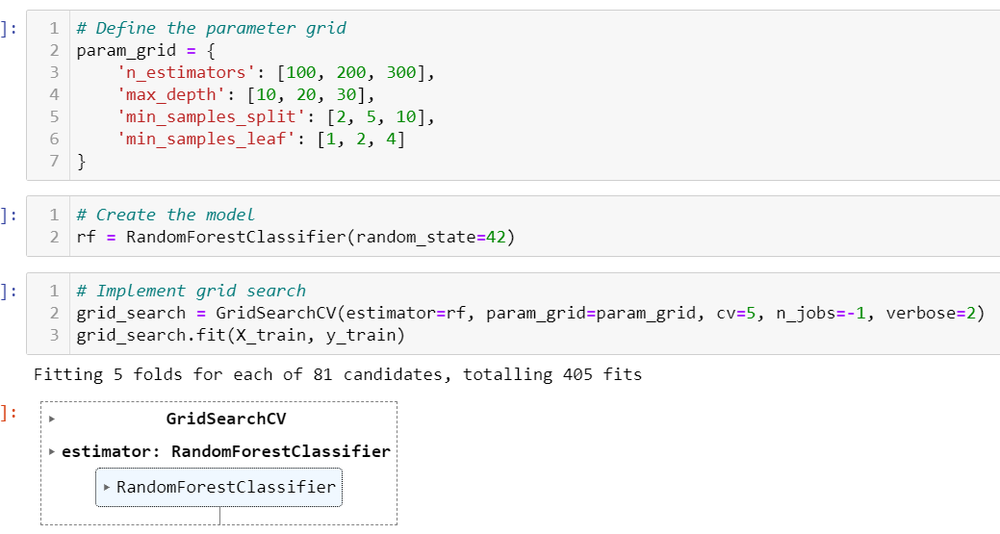 ]:
1 # Define the parameter grid
2 param_grid = {
3     'n_estimators': [100, 200, 300],
4     'max_depth': [10, 20, 30],
5     'min_samples_split': [2, 5, 10],
6     'min_samples_leaf': [1, 2, 4]
7 }
]:
1 # Create the model
2 rf = RandomForestClassifier(random_state=42)
]:
1 # Implement grid search
2 grid_search = GridSearchCV(estimator=rf, param_grid=param_grid, cv=5, n_jobs=-1, verbose=2)
3 grid_search.fit(X_train, y_train)
Fitting 5 folds for each of 81 candidates, totalling 405 fits
]:
▸ GridSearchCV
▸ estimator: RandomForestClassifier
▸ RandomForestClassifier